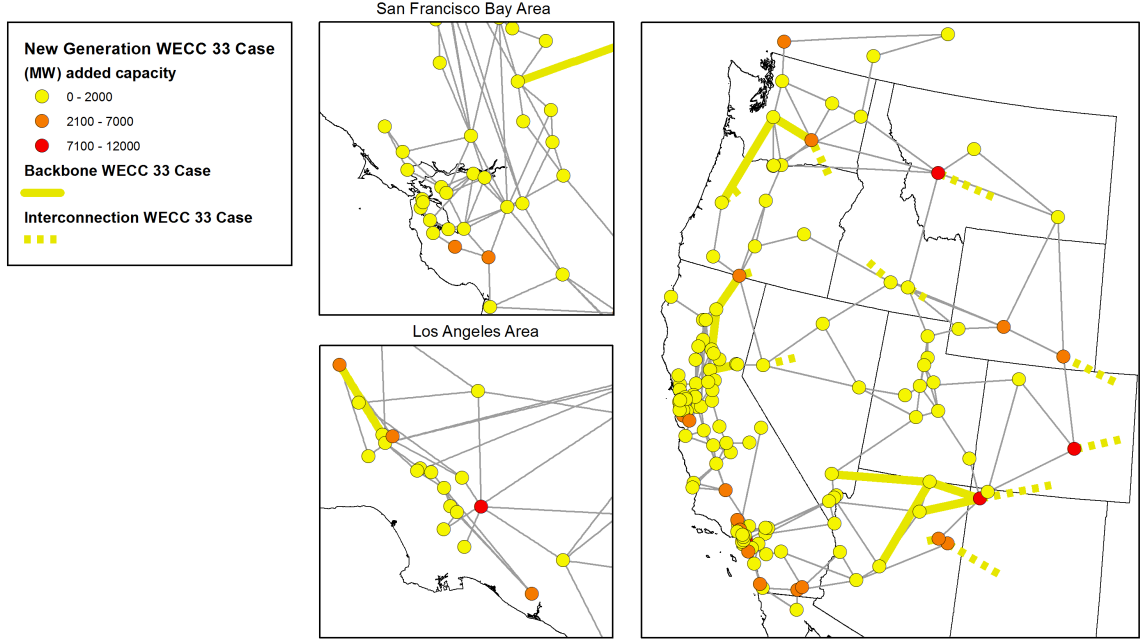 San Francisco Bay Area
New Generation WECC 33 Case
(MW) added capacity
0 - 2000
2100 - 7000
7100 - 12000
Backbone WECC 33 Case
Interconnection WECC 33 Case
Los Angeles Area